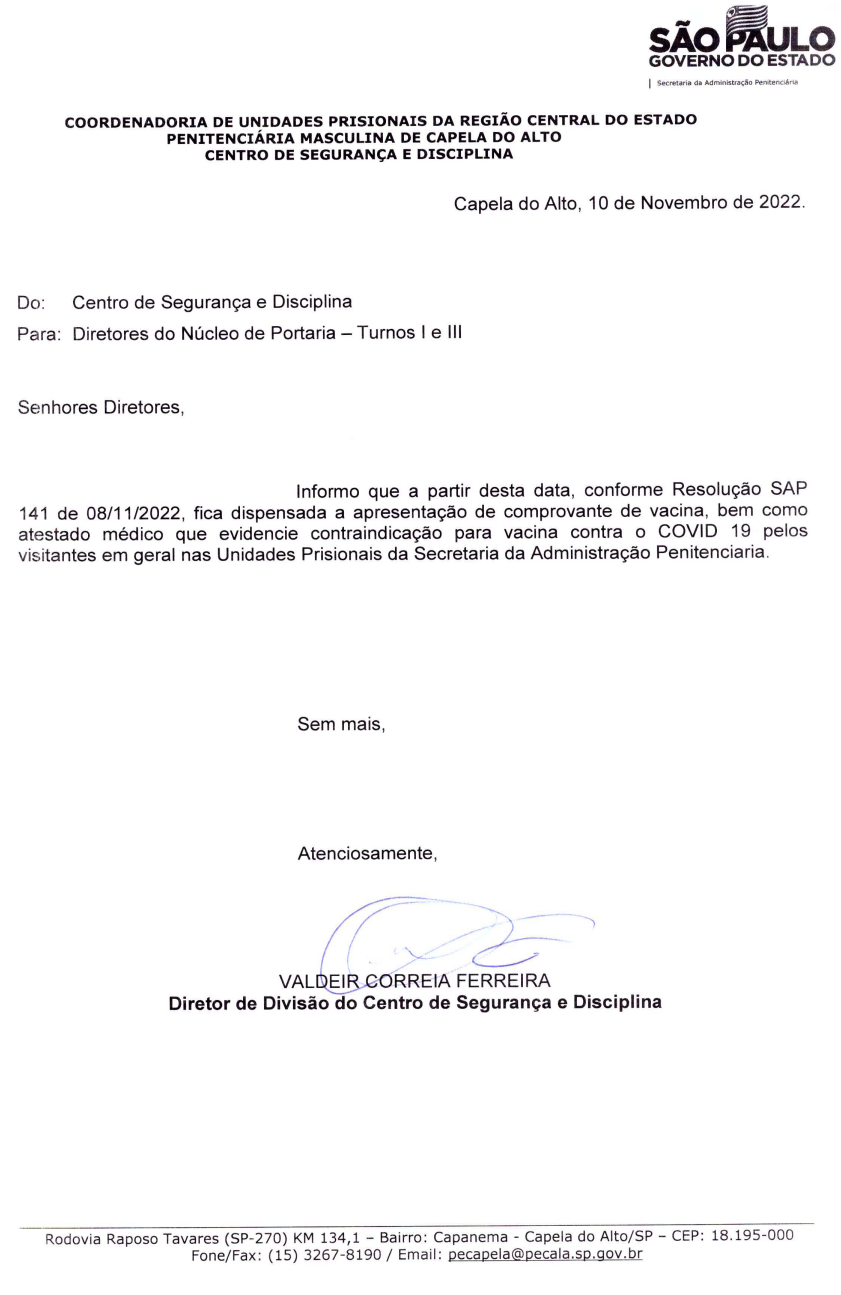 SÃO PAULO
GOVERNO DO ESTADO
Secretaria da Administração Penitenciária
COORDENADORIA DE UNIDADES PRISIONAIS DA REGIÃO CENTRAL DO ESTADO
PENITENCIÁRIA MASCULINA DE CAPELA DO ALTO
CENTRO DE SEGURANÇA E DISCIPLINA
Capela do Alto, 10 de Novembro de 2022.
Do: Centro de Segurança e Disciplina
Para: Diretores do Núcleo de Portaria – Turnos I e III
Senhores Diretores,
Informo que a partir desta data, conforme Resolução SAP
141 de 08/11/2022, fica dispensada a apresentação de comprovante de vacina, bem como
atestado médico que evidencie contraindicação para vacina contra o COVID 19 pelos
visitantes em geral nas Unidades Prisionais da Secretaria da Administração Penitenciaria.
Sem mais,
Atenciosamente,
VALDEIR CORREIA FERREIRA
Diretor de Divisão do Centro de Segurança e Disciplina
Rodovia Raposo Tavares (SP-270) KM 134,1 – Bairro: Capanema - Capela do Alto/SP – CEP: 18.195-000
Fone/Fax: (15) 3267-8190 / Email: pecapela@pecala.sp.gov.br